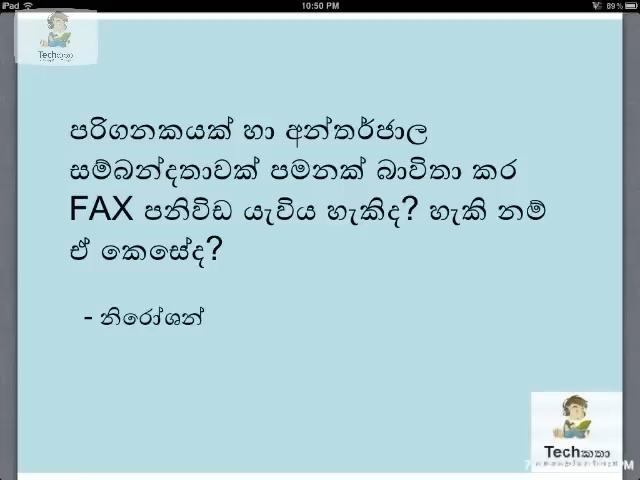 iPad 10:50 PM 89%
Techකතා
පරිගනකයක් හා අන්තර්ජාල
සම්බන්දතාවක් පමනක් බාවිතා කර
FAX පනිවිඩ යැවිය හැකිද? හැකි නම්
ඒ කෙසේද?
- නිරෝශන්
Techකතා